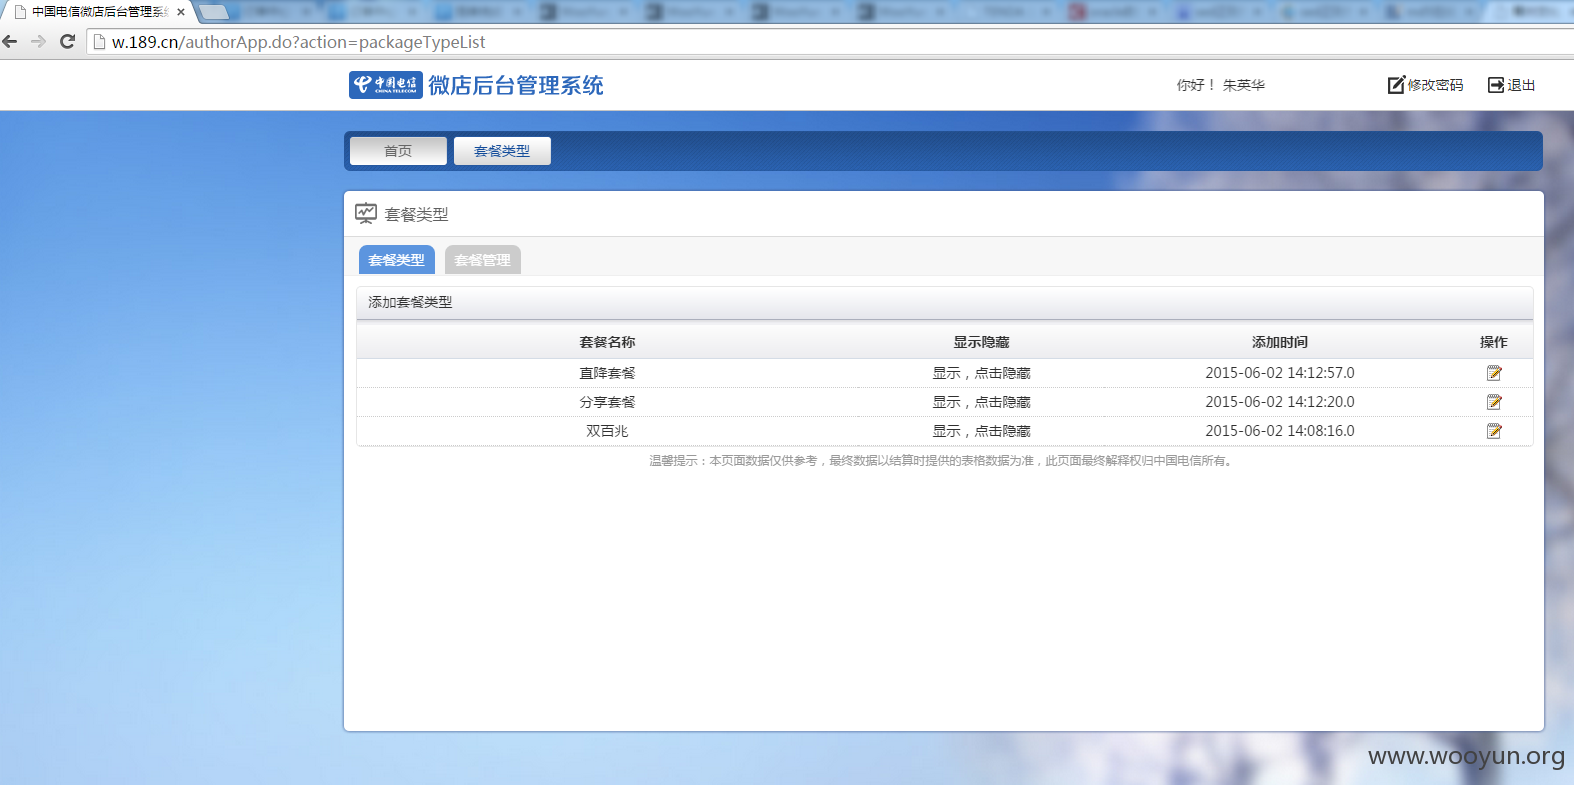 中国电信微店后台管理系统
w.189.cn/authorApp.do?action=packageTypeList
中国电信 CHINA TELECOM 微店后台管理系统
你好！ 朱英华
修改密码
退出
首页
套餐类型
套餐类型
套餐类型
套餐管理
添加套餐类型
套餐名称 显示隐藏 添加时间 操作
直降套餐 显示，点击隐藏 2015-06-02 14:12:57.0
分享套餐 显示，点击隐藏 2015-06-02 14:12:20.0
双百兆 显示，点击隐藏 2015-06-02 14:08:16.0
温馨提示：本页面数据仅供参考，最终数据以结算时提供的表格数据为准，此页面最终解释权归中国电信所有。
www.wooyun.org